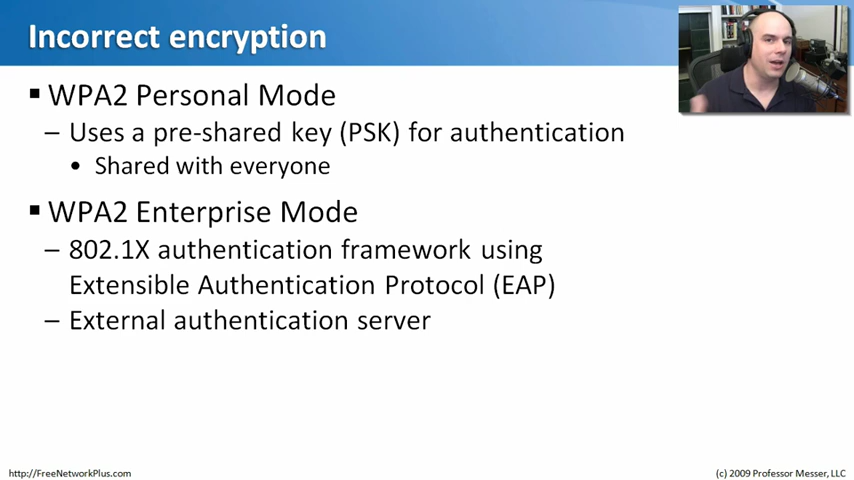 Incorrect encryption
▪ WPA2 Personal Mode
– Uses a pre-shared key (PSK) for authentication
• Shared with everyone
▪ WPA2 Enterprise Mode
– 802.1X authentication framework using
Extensible Authentication Protocol (EAP)
– External authentication server
http://FreeNetworkPlus.com
(c) 2009 Professor Messer, LLC